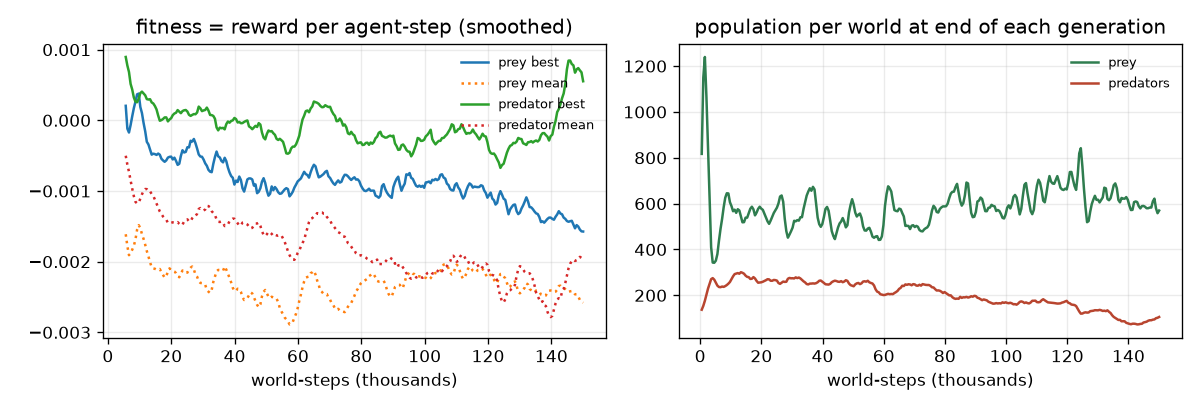 fitness = reward per agent-step (smoothed)
0.001
0.000
−0.001
−0.002
−0.003
0 20 40 60 80 100 120 140
world-steps (thousands)
prey best
prey mean
predator best
predator mean
population per world at end of each generation
1200
1000
800
600
400
200
0 20 40 60 80 100 120 140
world-steps (thousands)
prey
predators